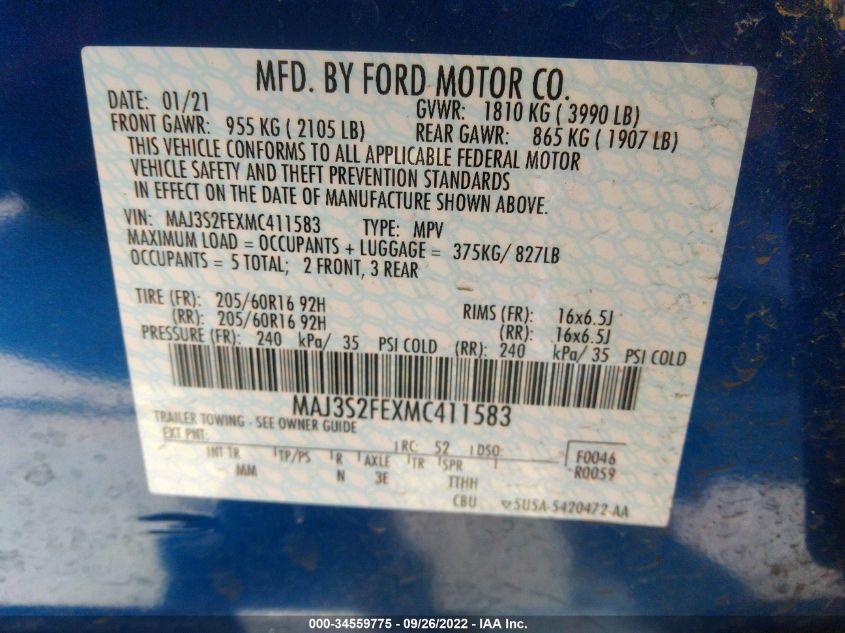 MFD. BY FORD MOTOR CO.
DATE: 01/21 GVWR: 1810 KG ( 3990 LB)
FRONT GAWR: 955 KG ( 2105 LB) REAR GAWR: 865 KG ( 1907 LB)
THIS VEHICLE CONFORMS TO ALL APPLICABLE FEDERAL MOTOR
VEHICLE SAFETY AND THEFT PREVENTION STANDARDS
IN EFFECT ON THE DATE OF MANUFACTURE SHOWN ABOVE.
VIN: MAJ3S2FEXMC411583 TYPE: MPV
MAXIMUM LOAD = OCCUPANTS + LUGGAGE = 375KG/ 827LB
OCCUPANTS = 5 TOTAL; 2 FRONT, 3 REAR
TIRE (FR): 205/60R16 92H RIMS (FR): 16x6.5J
(RR): 205/60R16 92H (RR): 16x6.5J
PRESSURE (FR): 240 kPa/ 35 PSI COLD (RR): 240 kPa/ 35 PSI COLD
MAJ3S2FEXMC411583
TRAILER TOWING - SEE OWNER GUIDE
EXT PNT: RC: 52 DSO: F0046
INT TR TP/PS R AXLE TR SPR R0059
MM N 3E TTHH
CBU 5U5A-5420472-AA
000-34559775 - 09/26/2022 - IAA Inc.